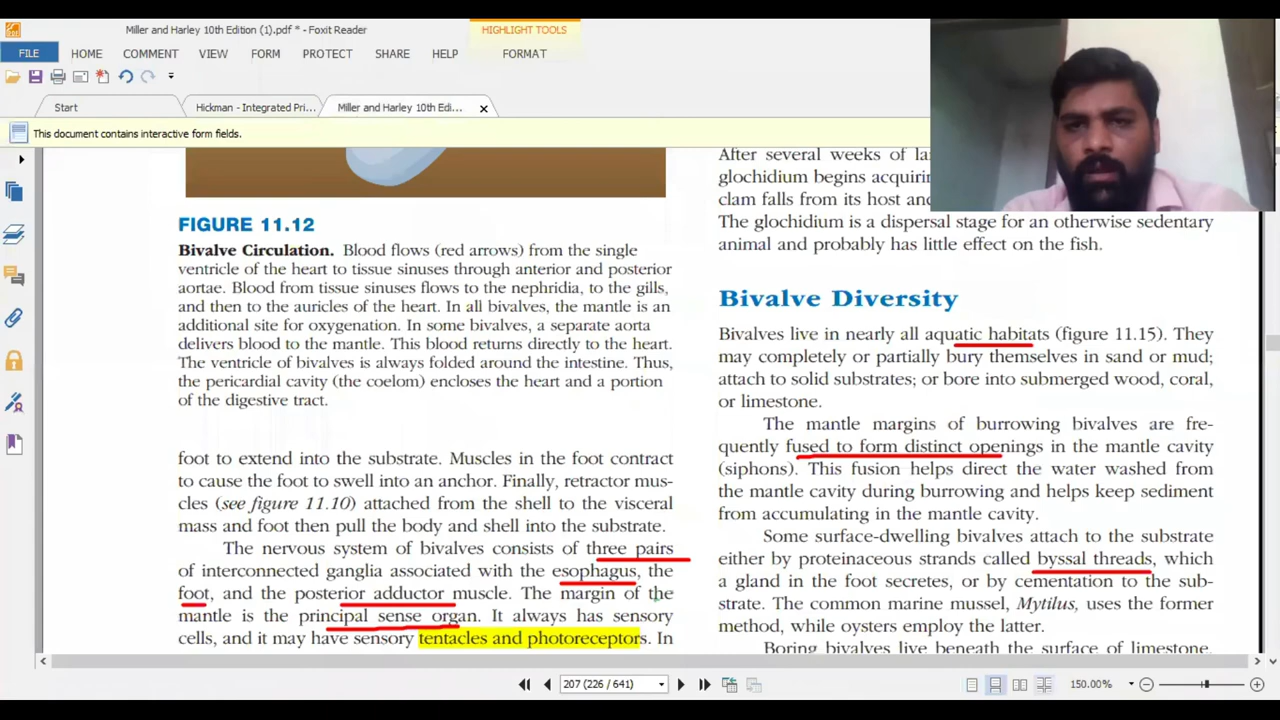 Miller and Harley 10th Edition (1).pdf * - Foxit Reader
HIGHLIGHT TOOLS
FILE
HOME
COMMENT
VIEW
FORM
PROTECT
SHARE
HELP
FORMAT
Start
Hickman - Integrated Pri...
Miller and Harley 10th Edi...
This document contains interactive form fields.
FIGURE 11.12
Bivalve Circulation. Blood flows (red arrows) from the single
ventricle of the heart to tissue sinuses through anterior and posterior
aortae. Blood from tissue sinuses flows to the nephridia, to the gills,
and then to the auricles of the heart. In all bivalves, the mantle is an
additional site for oxygenation. In some bivalves, a separate aorta
delivers blood to the mantle. This blood returns directly to the heart.
The ventricle of bivalves is always folded around the intestine. Thus,
the pericardial cavity (the coelom) encloses the heart and a portion
of the digestive tract.
foot to extend into the substrate. Muscles in the foot contract
to cause the foot to swell into an anchor. Finally, retractor mus-
cles (see figure 11.10) attached from the shell to the visceral
mass and foot then pull the body and shell into the substrate.
The nervous system of bivalves consists of three pairs
of interconnected ganglia associated with the esophagus, the
foot, and the posterior adductor muscle. The margin of the
mantle is the principal sense organ. It always has sensory
cells, and it may have sensory tentacles and photoreceptors. In
After several weeks of
glochidium begins
clam falls from its host and
The glochidium is a dispersal stage for an otherwise sedentary
animal and probably has little effect on the fish.
Bivalve Diversity
Bivalves live in nearly all aquatic habitats (figure 11.15). They
may completely or partially bury themselves in sand or mud;
attach to solid substrates; or bore into submerged wood, coral,
or limestone.
The mantle margins of burrowing bivalves are fre-
quently fused to form distinct openings in the mantle cavity
(siphons). This fusion helps direct the water washed from
the mantle cavity during burrowing and helps keep sediment
from accumulating in the mantle cavity.
Some surface-dwelling bivalves attach to the substrate
either by proteinaceous strands called byssal threads, which
a gland in the foot secretes, or by cementation to the sub-
strate. The common marine mussel, Mytilus, uses the former
method, while oysters employ the latter.
Boring bivalves live beneath the surface of limestone,
207 (226 / 641)
150.00%